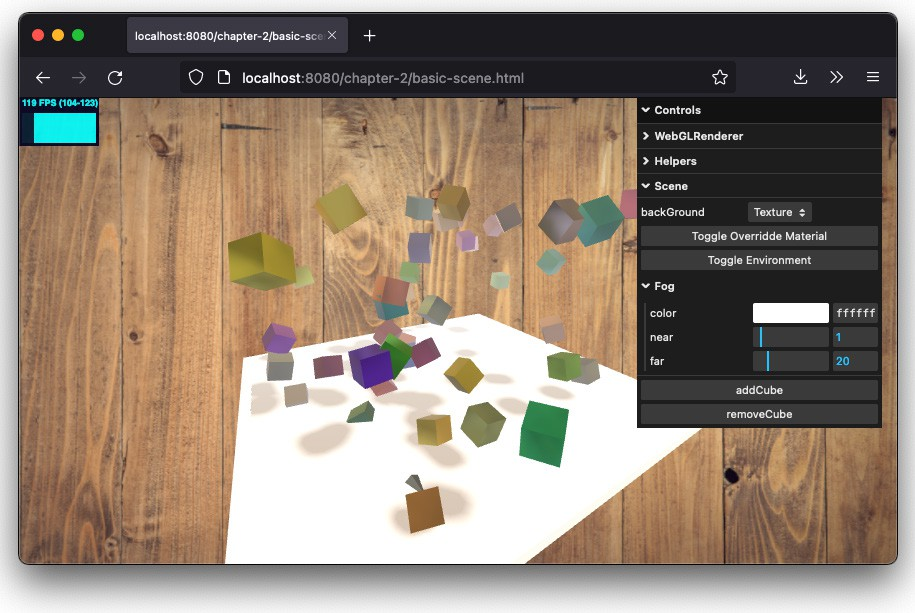 localhost:8080/chapter-2/basic-sce
localhost:8080/chapter-2/basic-scene.html
119 FPS (104-123)
Controls
WebGLRenderer
Helpers
Scene
backGround Texture
Toggle Overridde Material
Toggle Environment
Fog
color ffffff
near 1
far 20
addCube
removeCube